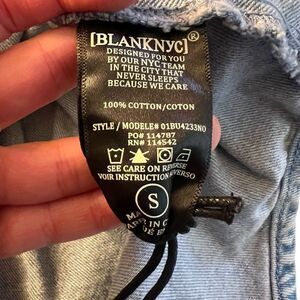 [BLANKNYC]®
DESIGNED FOR YOU
BY OUR NYC TEAM
IN THE CITY THAT
NEVER SLEEPS
BECAUSE WE CARE
100% COTTON/COTON
STYLE / MODELE# 01BU4233NO
PO# 114787
RN# 114542
SEE CARE ON REVERSE
VOIR INSTRUCTION REVERSO
S